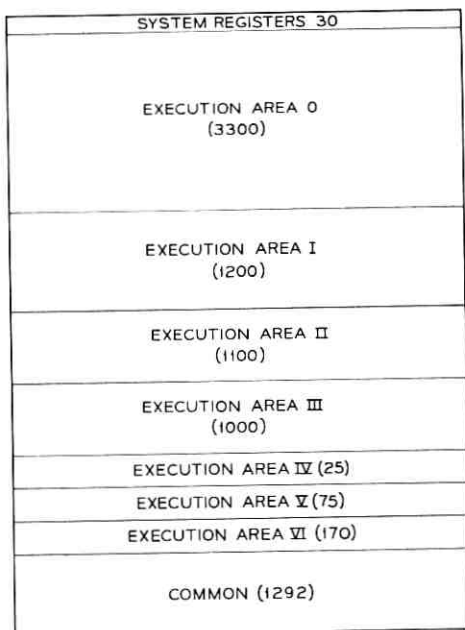 SYSTEM REGISTERS 30
EXECUTION AREA 0
(3300)
EXECUTION AREA I
(1200)
EXECUTION AREA II
(1100)
EXECUTION AREA III
(1000)
EXECUTION AREA IV (25)
EXECUTION AREA V (75)
EXECUTION AREA VI (170)
COMMON (1292)